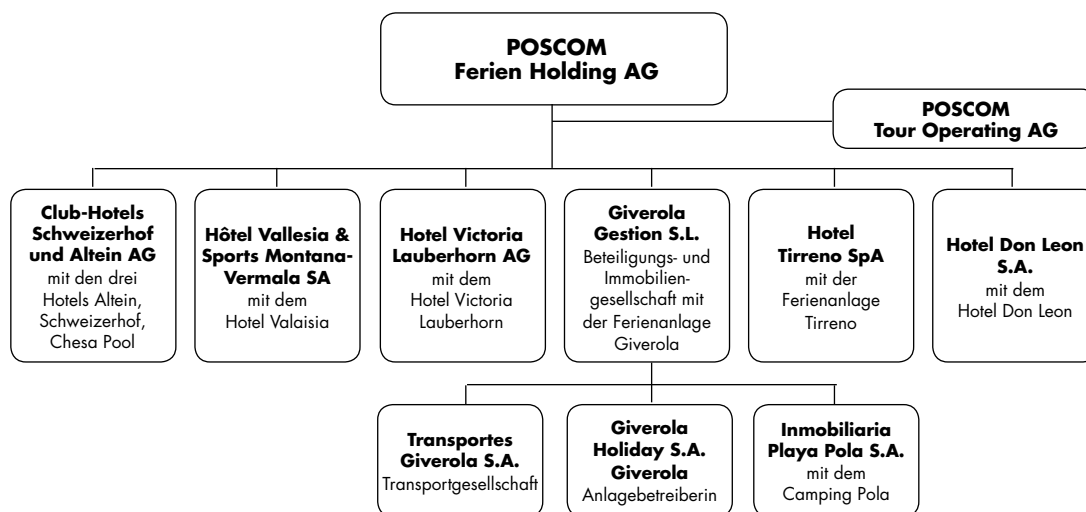 POSCOM
Ferien Holding AG
POSCOM
Tour Operating AG
Club-Hotels
Schweizerhof
und Altein AG
mit den drei
Hotels Altein,
Schweizerhof,
Chesa Pool
Hôtel Vallesia &
Sports Montana-
Vermala SA
mit dem
Hotel Valaisia
Hotel Victoria
Lauberhorn AG
mit dem
Hotel Victoria
Lauberhorn
Giverola
Gestion S.L.
Beteiligungs- und
Immobilien-
gesellschaft mit
der Ferienanlage
Giverola
Hotel
Tirreno SpA
mit der
Ferienanlage
Tirreno
Hotel Don Leon
S.A.
mit dem
Hotel Don Leon
Transportes
Giverola S.A.
Transportgesellschaft
Giverola
Holiday S.A.
Giverola
Anlagebetreiberin
Inmobiliaria
Playa Pola S.A.
mit dem
Camping Pola